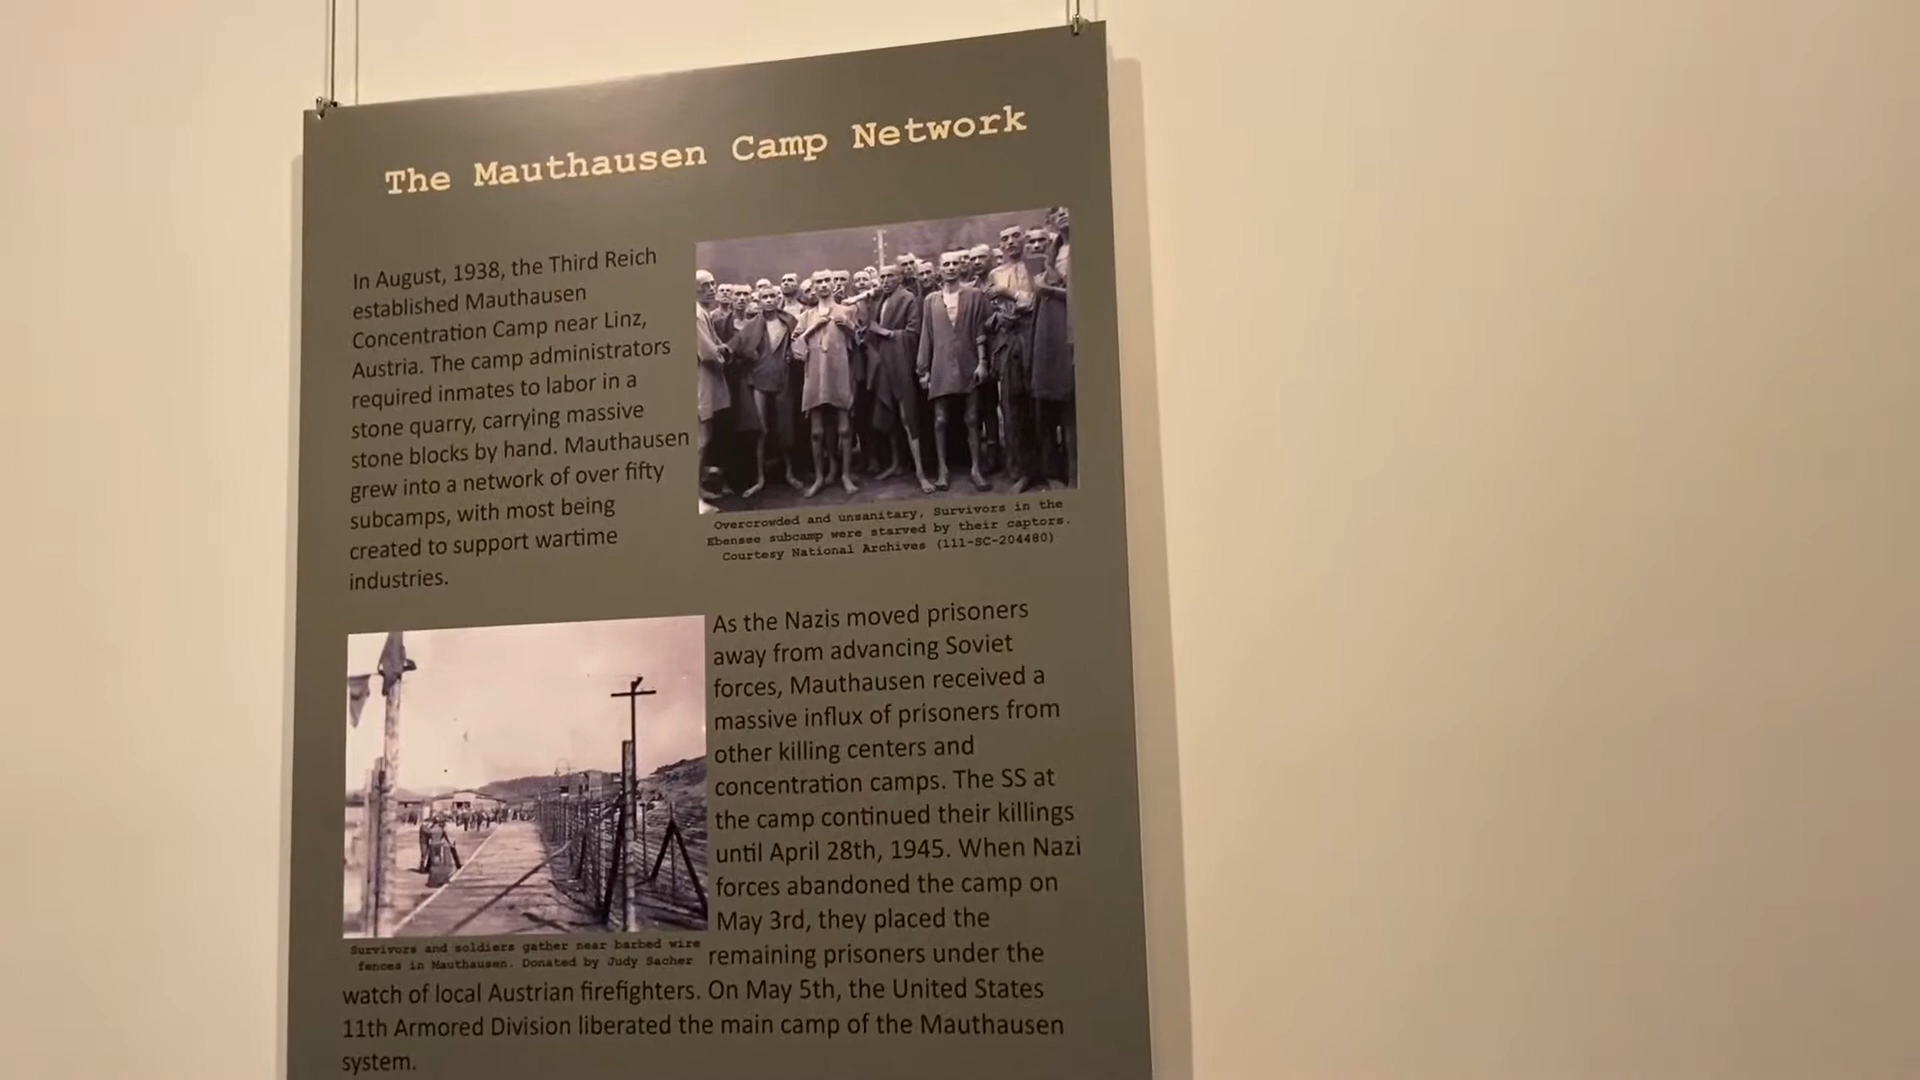 The Mauthausen Camp Network
In August, 1938, the Third Reich
established Mauthausen
Concentration Camp near Linz,
Austria. The camp administrators
required inmates to labor in a
stone quarry, carrying massive
stone blocks by hand. Mauthausen
grew into a network of over fifty
subcamps, with most being
created to support wartime
industries.
Overcrowded and unsanitary, Survivors in the
Ebensee subcamp were starved by their captors.
Courtesy National Archives (111-SC-204480)
Survivors and soldiers gather near barbed wire
fences in Mauthausen. Donated by Judy Sacher
As the Nazis moved prisoners
away from advancing Soviet
forces, Mauthausen received a
massive influx of prisoners from
other killing centers and
concentration camps. The SS at
the camp continued their killings
until April 28th, 1945. When Nazi
forces abandoned the camp on
May 3rd, they placed the
remaining prisoners under the
watch of local Austrian firefighters. On May 5th, the United States
11th Armored Division liberated the main camp of the Mauthausen
system.